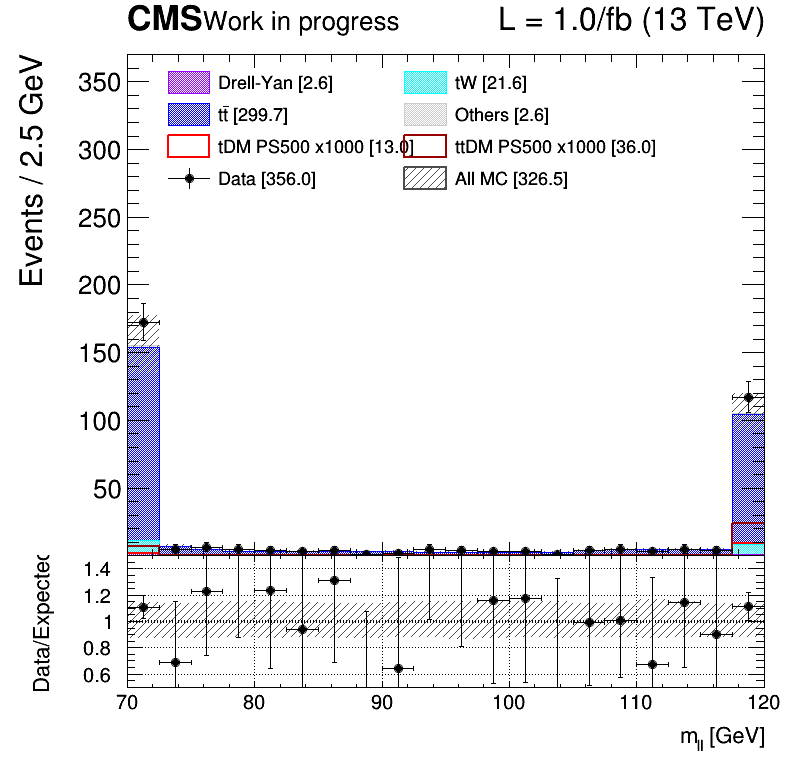 CMS Work in progress L = 1.0/fb (13 TeV)
Events / 2.5 GeV
350
300
250
200
150
100
50
Drell-Yan [2.6] tW [21.6]
tt̄ [299.7] Others [2.6]
tDM PS500 x1000 [13.0] ttDM PS500 x1000 [36.0]
Data [356.0] All MC [326.5]
Data/Expected
1.4
1.2
1
0.8
0.6
70 80 90 100 110 120
m_ll [GeV]